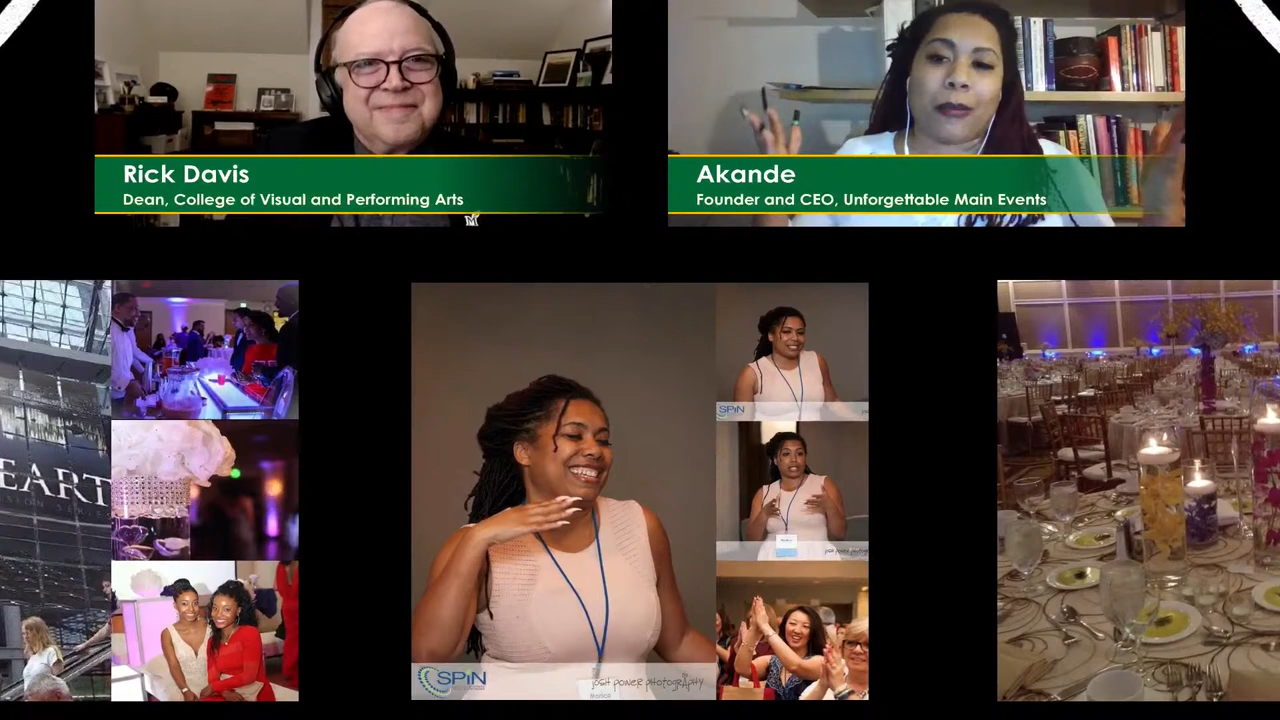 Rick Davis
Dean, College of Visual and Performing Arts
Akande
Founder and CEO, Unforgettable Main Events
EART
SPiN
SPiN
JOSH POWER PHOTOGRAPHY